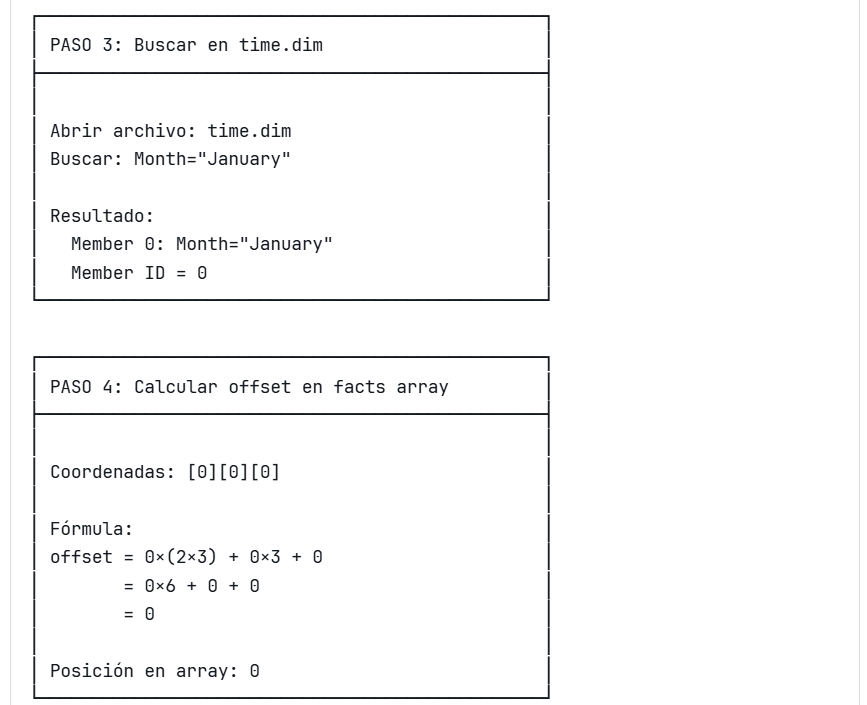 PASO 3: Buscar en time.dim
Abrir archivo: time.dim
Buscar: Month="January"
Resultado:
Member 0: Month="January"
Member ID = 0
PASO 4: Calcular offset en facts array
Coordenadas: [0][0][0]
Fórmula:
offset = 0×(2×3) + 0×3 + 0
= 0×6 + 0 + 0
= 0
Posición en array: 0